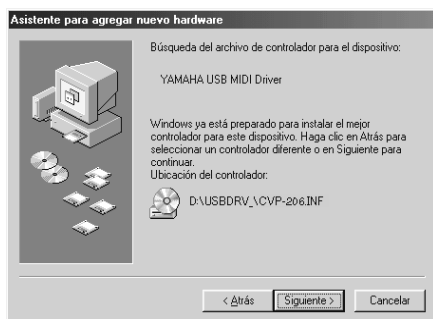 Asistente para agregar nuevo hardware
Búsqueda del archivo de controlador para el dispositivo:
YAMAHA USB MIDI Driver
Windows ya está preparado para instalar el mejor
controlador para este dispositivo. Haga clic en Atrás para
seleccionar un controlador diferente o en Siguiente para
continuar.
Ubicación del controlador:
D:\USBDRV_\CVP-206.INF
< Atrás Siguiente > Cancelar